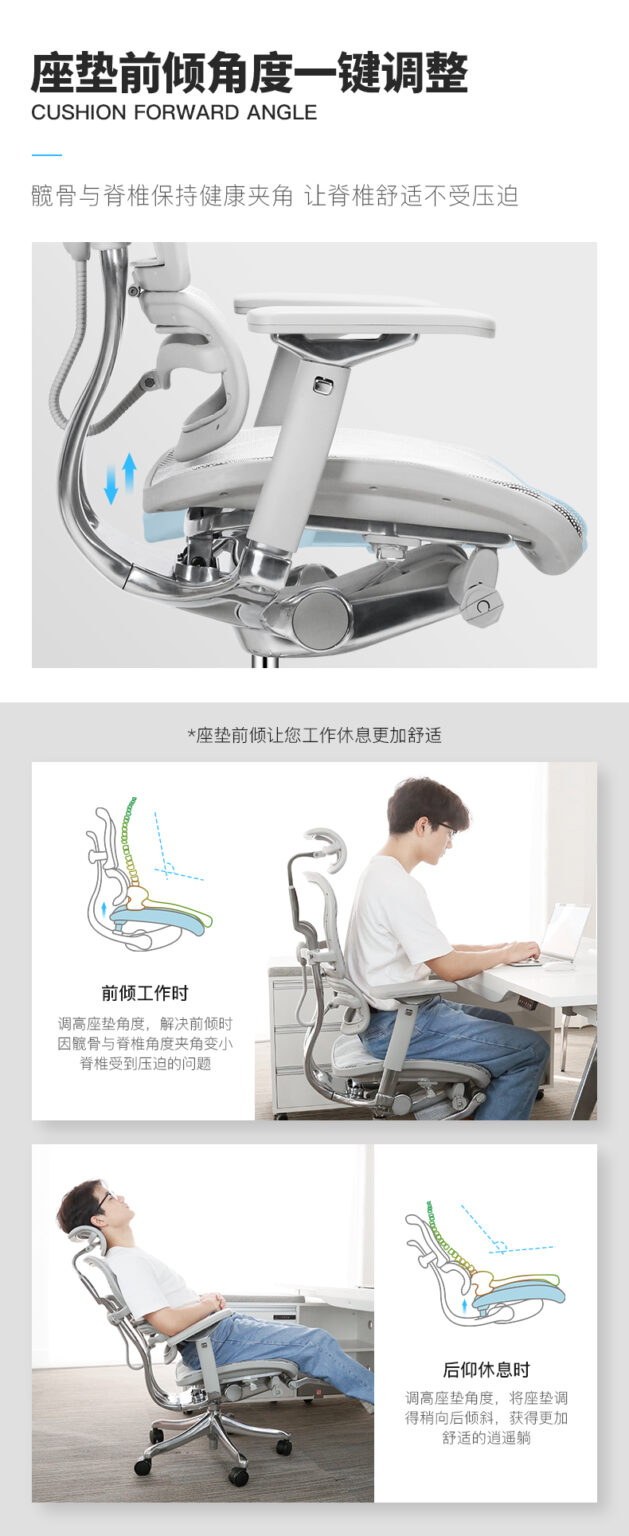 座垫前倾角度一键调整
CUSHION FORWARD ANGLE
髋骨与脊椎保持健康夹角 让脊椎舒适不受压迫
*座垫前倾让您工作休息更加舒适
前倾工作时
调高座垫角度，解决前倾时
因髋骨与脊椎角度夹角变小
脊椎受到压迫的问题
后仰休息时
调高座垫角度，将座垫调
得稍向后倾斜，获得更加
舒适的逍遥躺